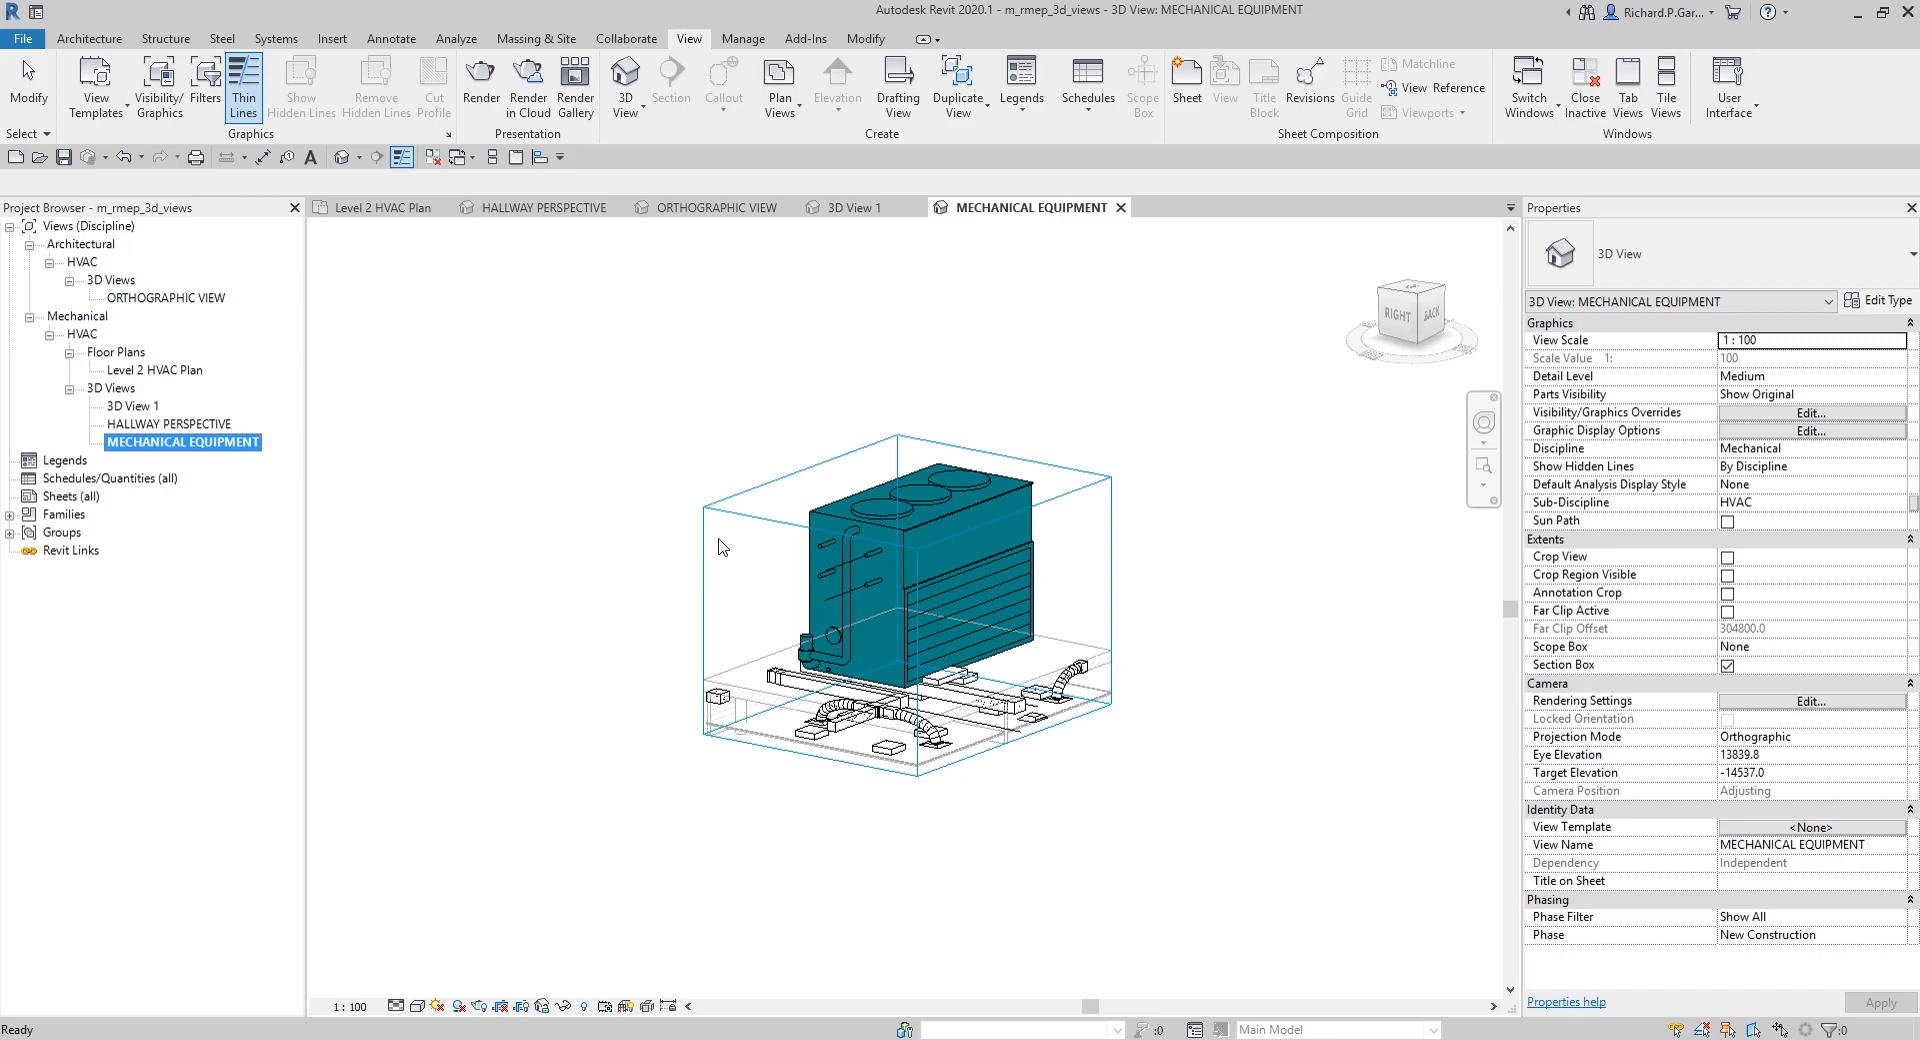 Autodesk Revit 2020.1 - m_rmep_3d_views - 3D View: MECHANICAL EQUIPMENT
Richard.P.Gar...
File Architecture Structure Steel Systems Insert Annotate Analyze Massing & Site Collaborate View Manage Add-Ins Modify
Modify
View Templates
Visibility/ Graphics
Filters
Thin Lines
Show Hidden Lines
Remove Hidden Lines
Cut Profile
Render
Render in Cloud
Render Gallery
3D View
Section
Callout
Plan Views
Elevation
Drafting View
Duplicate View
Legends
Schedules
Scope Box
Sheet
View
Title Block
Revisions
Guide Grid
Matchline
View Reference
Viewports
Switch Windows
Close Inactive
Tab Views
Tile Views
User Interface
Select Graphics Presentation Create Sheet Composition Windows
Project Browser - m_rmep_3d_views
Views (Discipline)
Architectural
HVAC
3D Views
ORTHOGRAPHIC VIEW
Mechanical
HVAC
Floor Plans
Level 2 HVAC Plan
3D Views
3D View 1
HALLWAY PERSPECTIVE
MECHANICAL EQUIPMENT
Legends
Schedules/Quantities (all)
Sheets (all)
Families
Groups
Revit Links
Level 2 HVAC Plan HALLWAY PERSPECTIVE ORTHOGRAPHIC VIEW 3D View 1 MECHANICAL EQUIPMENT
RIGHT BACK
Properties
3D View
3D View: MECHANICAL EQUIPMENT Edit Type
Graphics
View Scale 1 : 100
Scale Value 1: 100
Detail Level Medium
Parts Visibility Show Original
Visibility/Graphics Overrides Edit...
Graphic Display Options Edit...
Discipline Mechanical
Show Hidden Lines By Discipline
Default Analysis Display Style None
Sub-Discipline HVAC
Sun Path
Extents
Crop View
Crop Region Visible
Annotation Crop
Far Clip Active
Far Clip Offset 304800.0
Scope Box None
Section Box
Camera
Rendering Settings Edit...
Locked Orientation
Projection Mode Orthographic
Eye Elevation 13839.8
Target Elevation -14537.0
Camera Position Adjusting
Identity Data
View Template <None>
View Name MECHANICAL EQUIPMENT
Dependency Independent
Title on Sheet
Phasing
Phase Filter Show All
Phase New Construction
Properties help Apply
1 : 100
Ready :0 Main Model :0